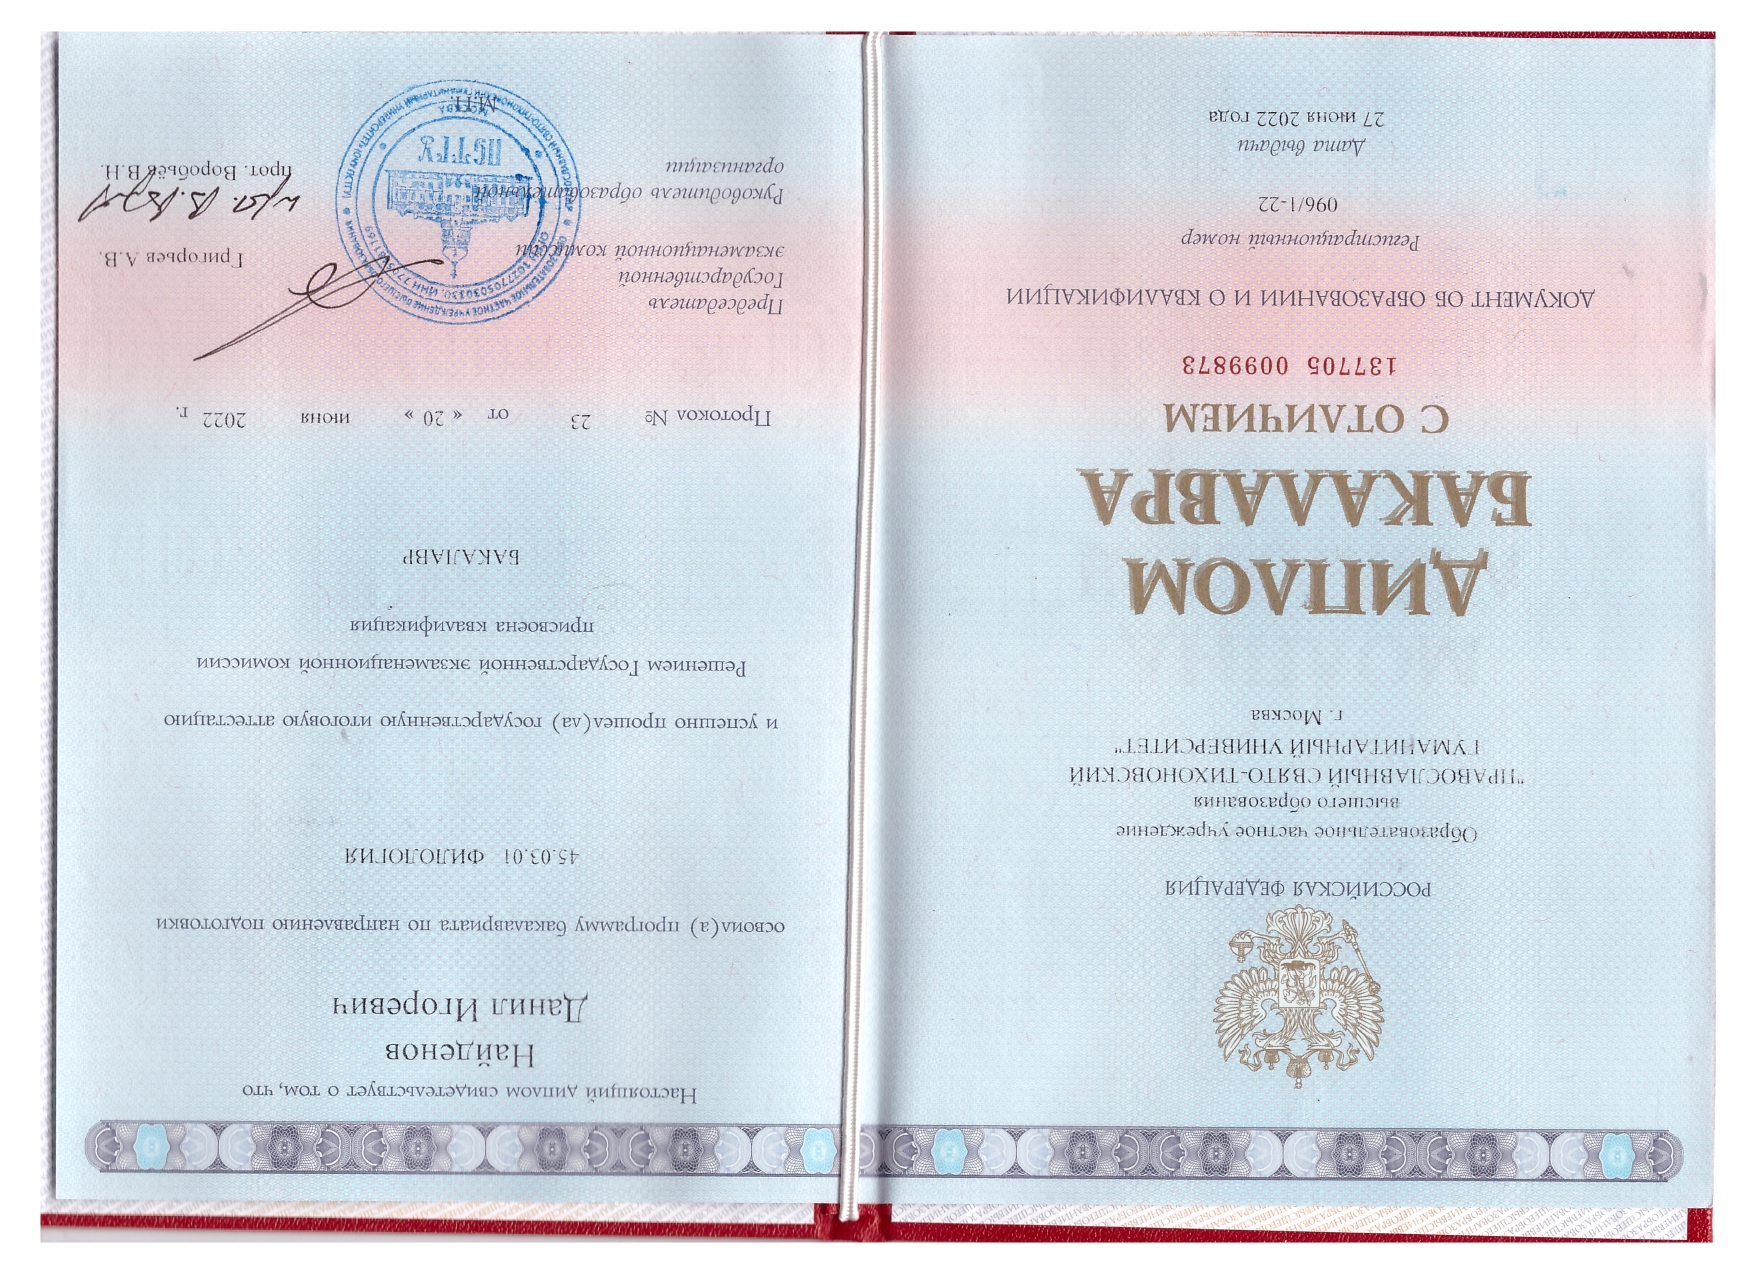 РОССИЙСКАЯ ФЕДЕРАЦИЯ
Образовательное частное учреждение
высшего образования
"ПРАВОСЛАВНЫЙ СВЯТО-ТИХОНОВСКИЙ
ГУМАНИТАРНЫЙ УНИВЕРСИТЕТ"
г. Москва
ДИПЛОМ
БАКАЛАВРА
С ОТЛИЧИЕМ
137705 0099873
ДОКУМЕНТ ОБ ОБРАЗОВАНИИ И О КВАЛИФИКАЦИИ
Регистрационный номер
096/1-22
Дата выдачи
27 июня 2022 года
Настоящий диплом свидетельствует о том, что
Найденов
Данил Игоревич
освоил(а) программу бакалавриата по направлению подготовки
45.03.01 ФИЛОЛОГИЯ
и успешно прошел(ла) государственную итоговую аттестацию
Решением Государственной экзаменационной комиссии
присвоена квалификация
БАКАЛАВР
Протокол № 23 от « 20 » июня 2022 г.
Председатель
Государственной
экзаменационной комиссии
Григорьев А.В.
Руководитель образовательной
организации
прот. Воробьёв В.Н.
М.П.
ПСТГУ
МОСКВА